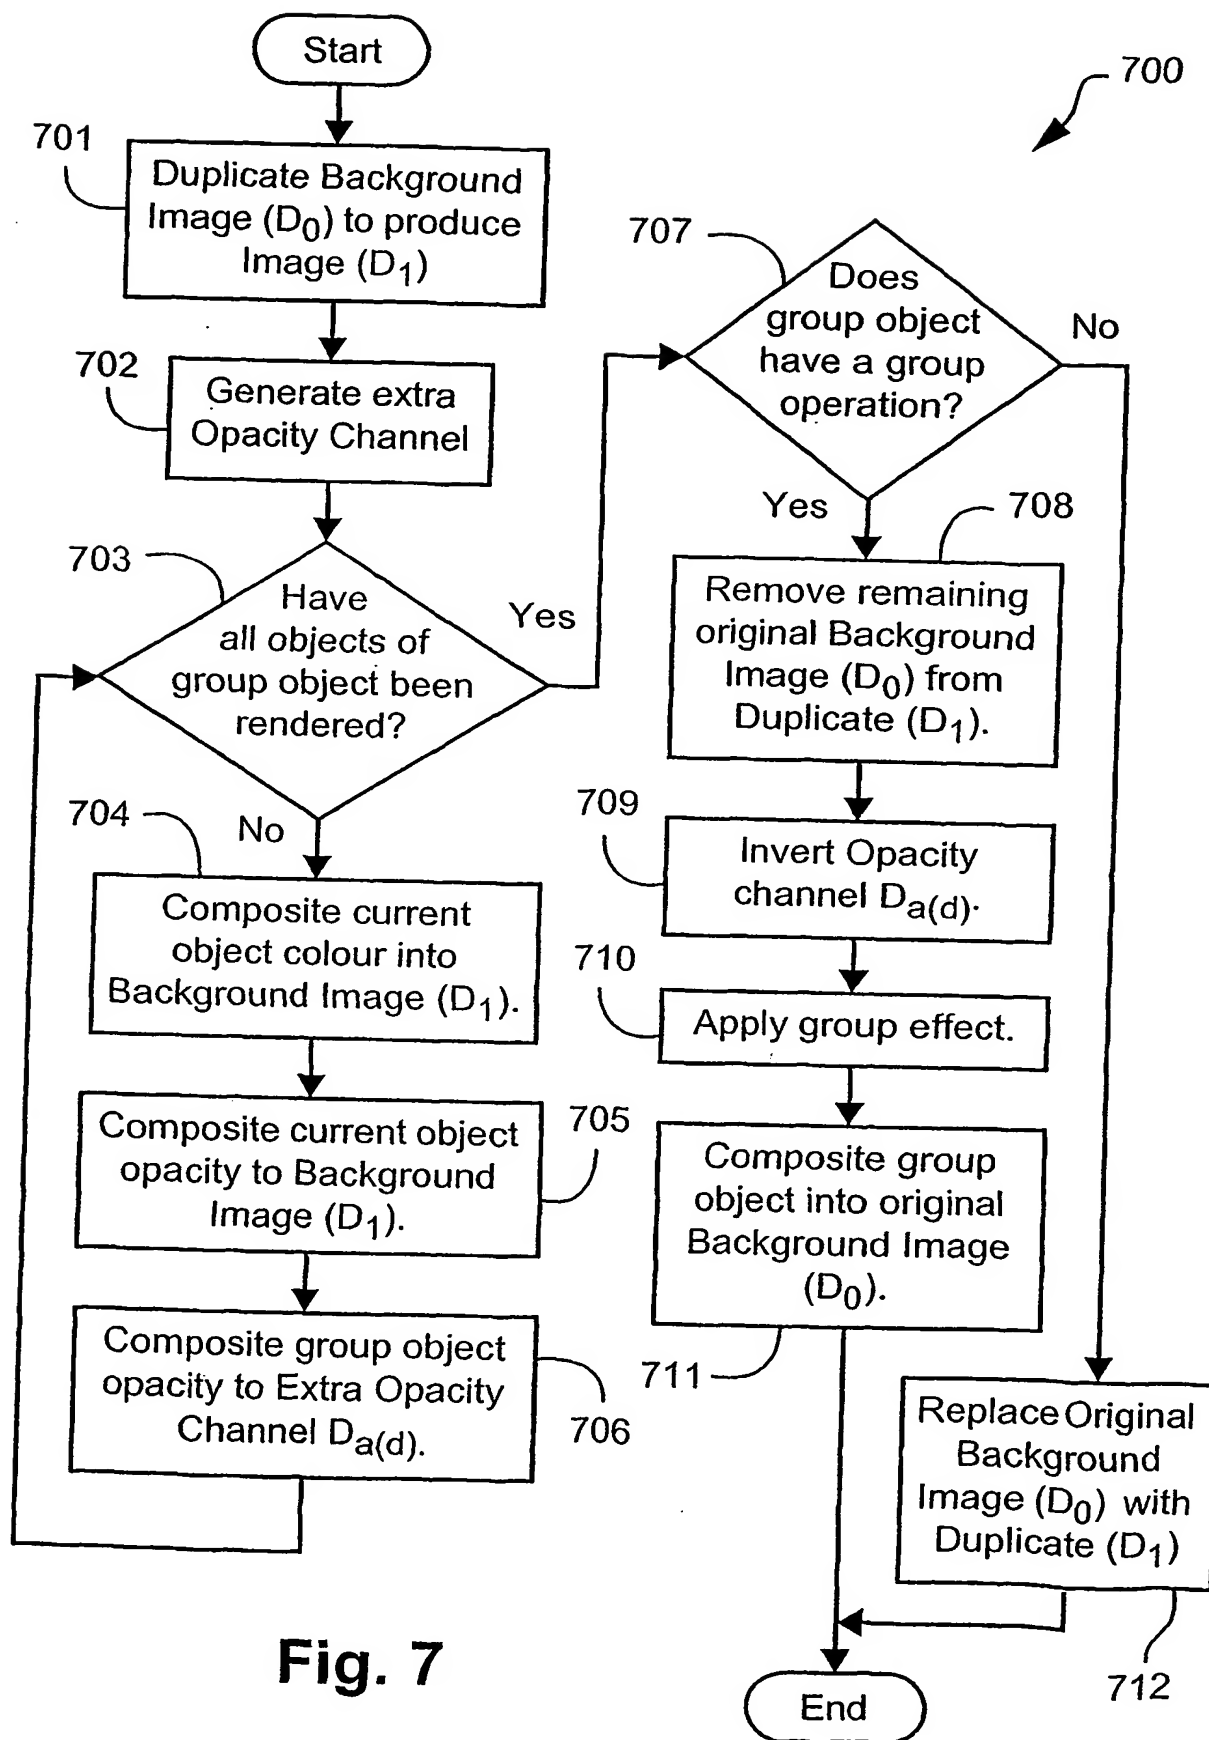 Start
700
701
Duplicate Background
Image (D0) to produce
Image (D1)
702
Generate extra
Opacity Channel
703
Have
all objects of
group object been
rendered?
Yes
No
704
Composite current
object colour into
Background Image (D1).
Composite current object
opacity to Background
Image (D1).
705
Composite group object
opacity to Extra Opacity
Channel Da(d).
706
707
Does
group object
have a group
operation?
No
Yes
708
Remove remaining
original Background
Image (D0) from
Duplicate (D1).
709
Invert Opacity
channel Da(d).
710
Apply group effect.
Composite group
object into original
Background Image
(D0).
711
Replace Original
Background
Image (D0) with
Duplicate (D1)
712
End
Fig. 7